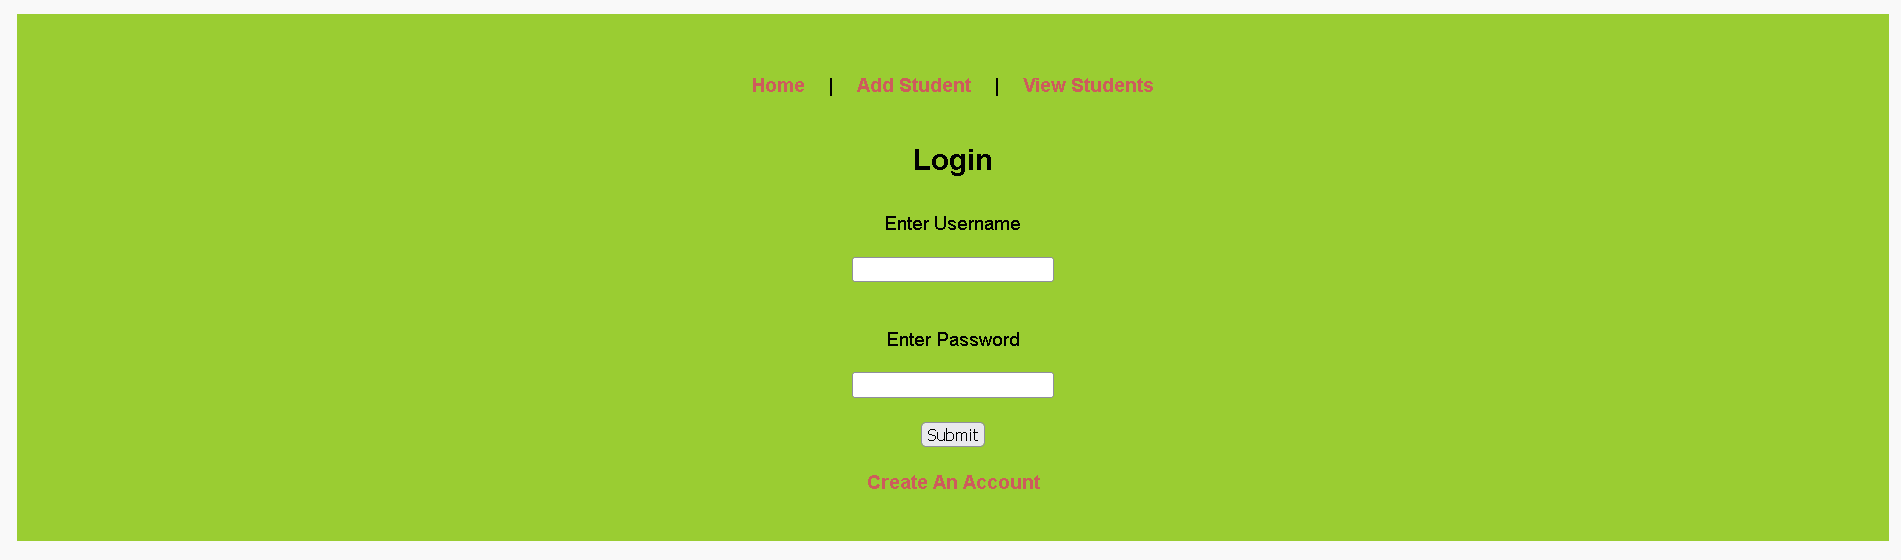 Home | Add Student | View Students
Login
Enter Username
Enter Password
Submit
Create An Account